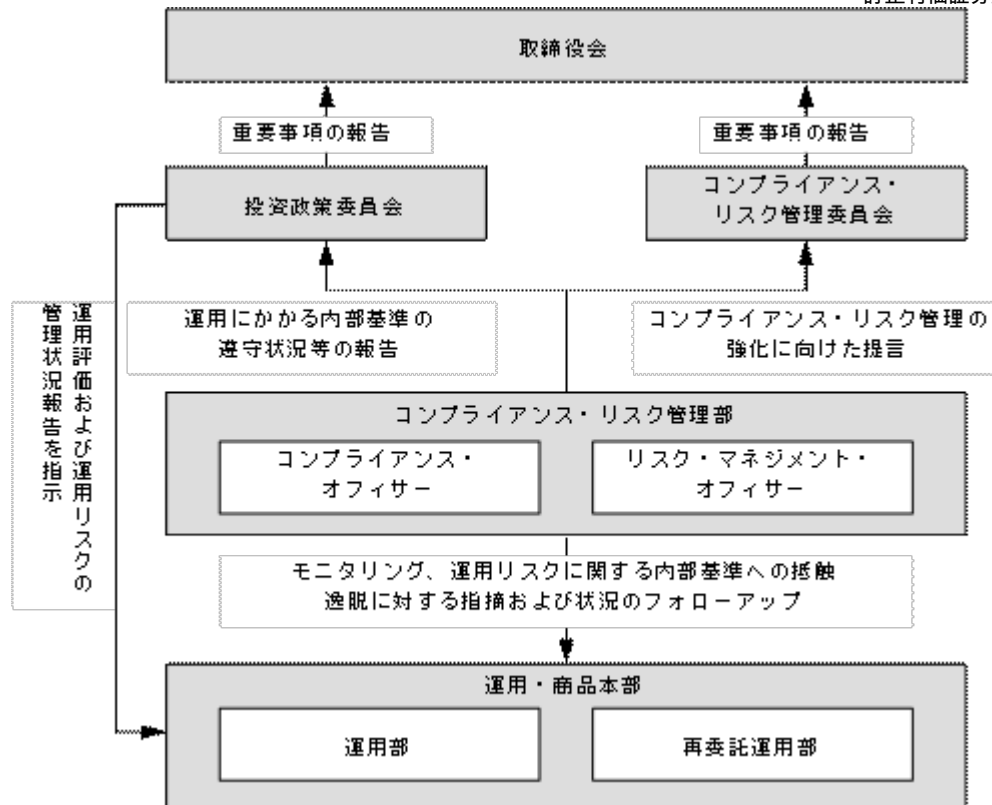 取締役会
重要事項の報告
重要事項の報告
投資政策委員会
コンプライアンス・
リスク管理委員会
運用評価および運用リスクの
管理状況報告を指示
運用にかかる内部基準の
遵守状況等の報告
コンプライアンス・リスク管理の
強化に向けた提言
コンプライアンス・リスク管理部
コンプライアンス・
オフィサー
リスク・マネジメント・
オフィサー
モニタリング、運用リスクに関する内部基準への抵触
逸脱に対する指摘および状況のフォローアップ
運用・商品本部
運用部
再委託運用部